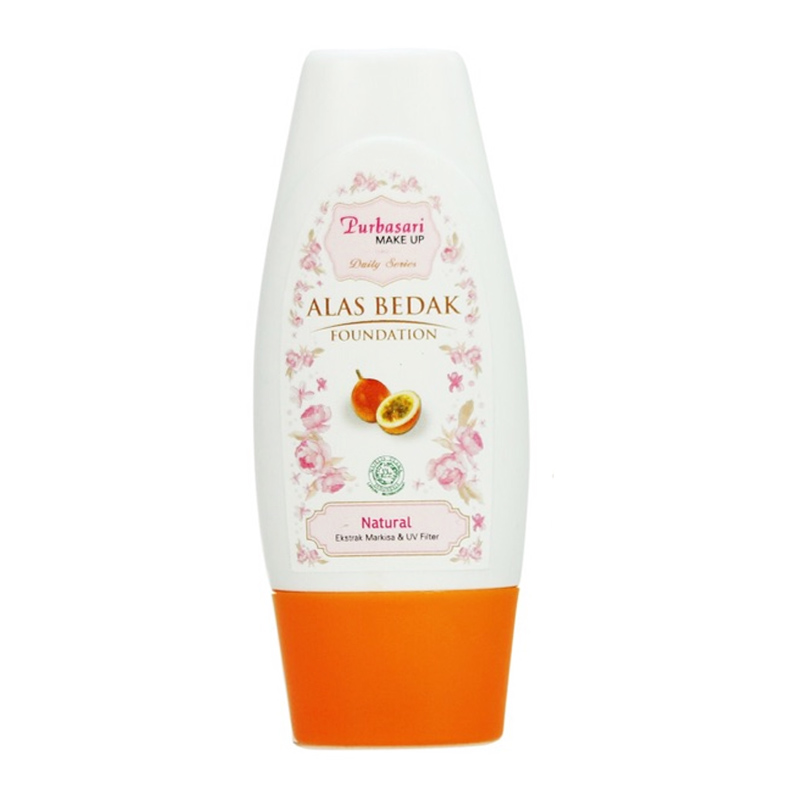 Purbasari
MAKE UP
Daily Series
ALAS BEDAK
FOUNDATION
Natural
Ekstrak Markisa & UV Filter